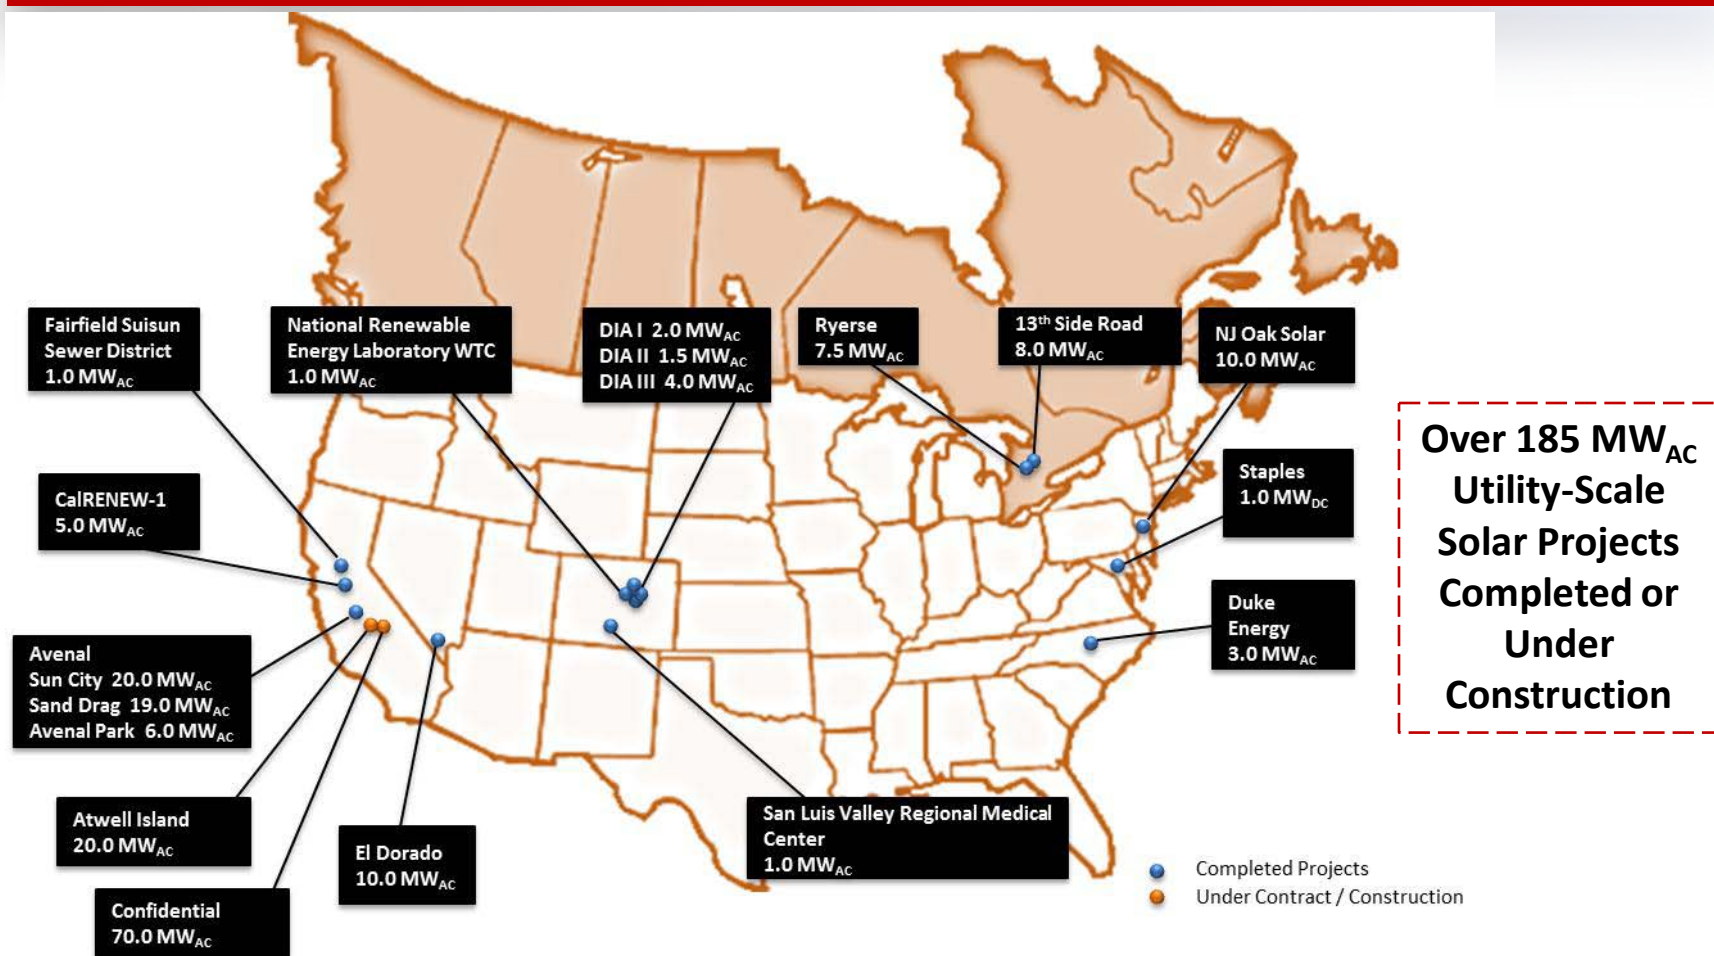 Fairfield Suisun
Sewer District
1.0 MWAC
National Renewable
Energy Laboratory WTC
1.0 MWAC
DIA I 2.0 MWAC
DIA II 1.5 MWAC
DIA III 4.0 MWAC
Ryerse
7.5 MWAC
13th Side Road
8.0 MWAC
NJ Oak Solar
10.0 MWAC
CalRENEW-1
5.0 MWAC
Staples
1.0 MWDC
Over 185 MWAC
Utility-Scale
Solar Projects
Completed or
Under
Construction
Duke
Energy
3.0 MWAC
Avenal
Sun City 20.0 MWAC
Sand Drag 19.0 MWAC
Avenal Park 6.0 MWAC
Atwell Island
20.0 MWAC
El Dorado
10.0 MWAC
San Luis Valley Regional Medical
Center
1.0 MWAC
Confidential
70.0 MWAC
Completed Projects
Under Contract / Construction